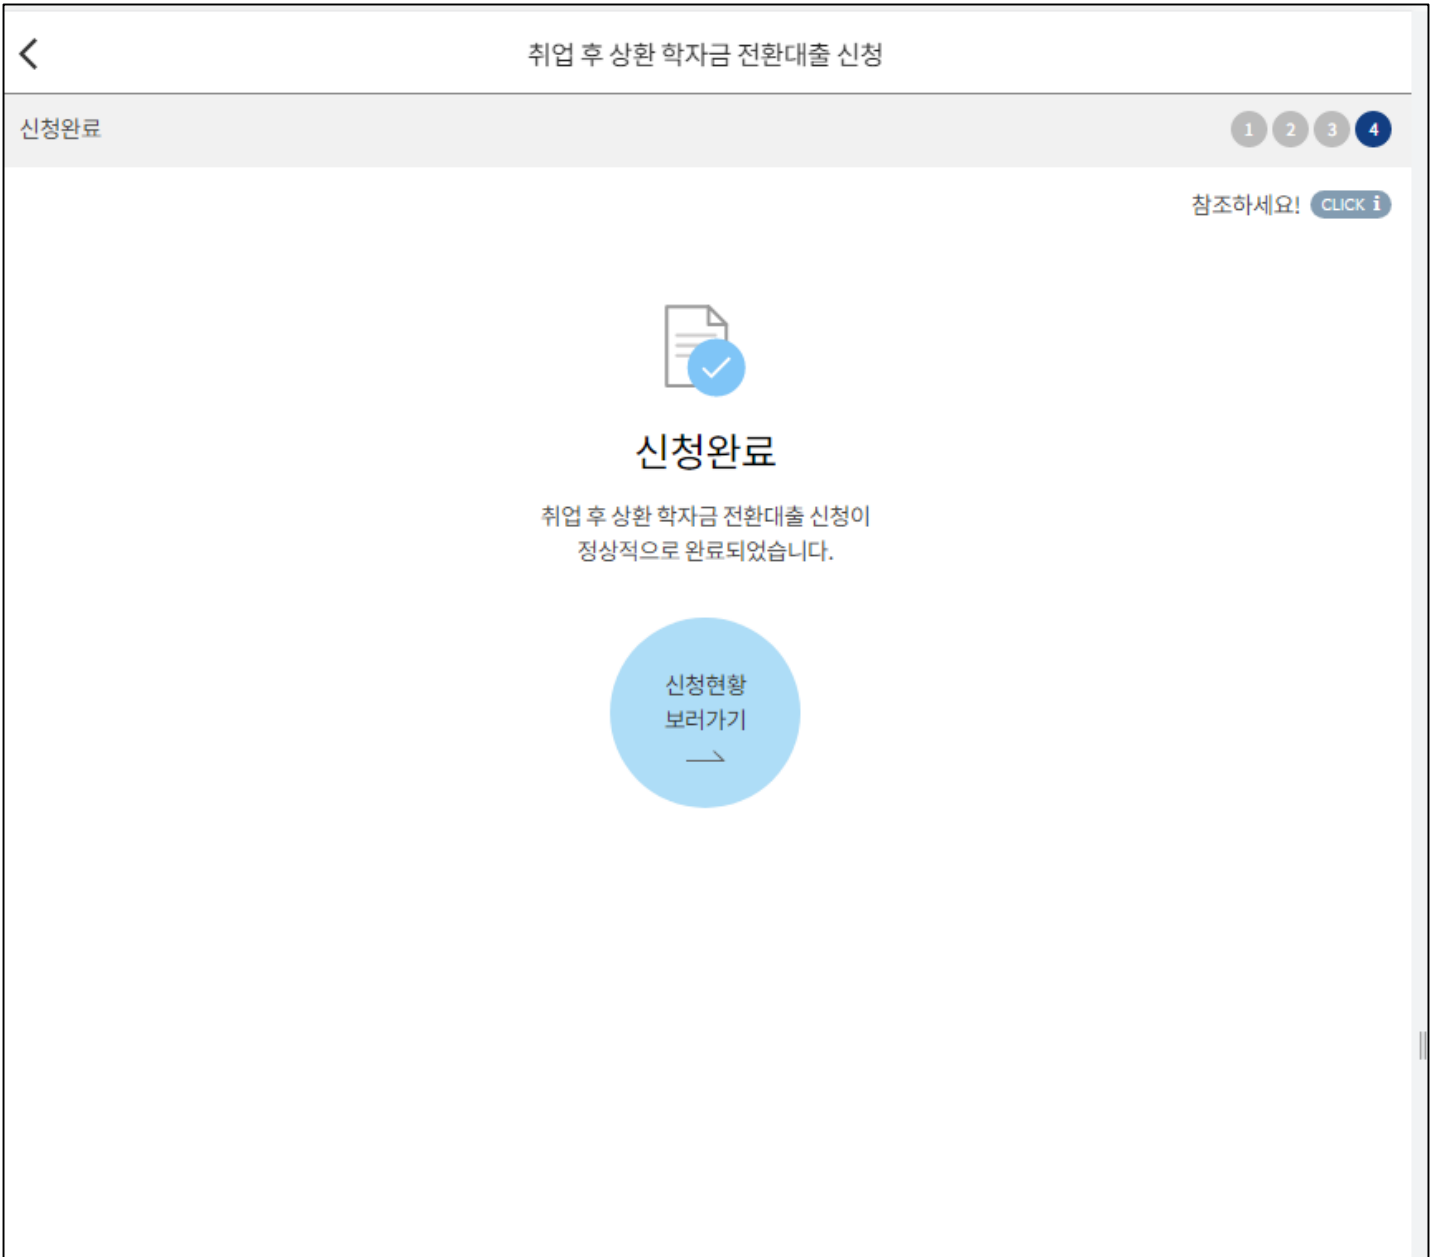 취업 후 상환 학자금 전환대출 신청
신청완료
1 2 3 4
참조하세요! CLICK i
신청완료
취업 후 상환 학자금 전환대출 신청이
정상적으로 완료되었습니다.
신청현황
보러가기